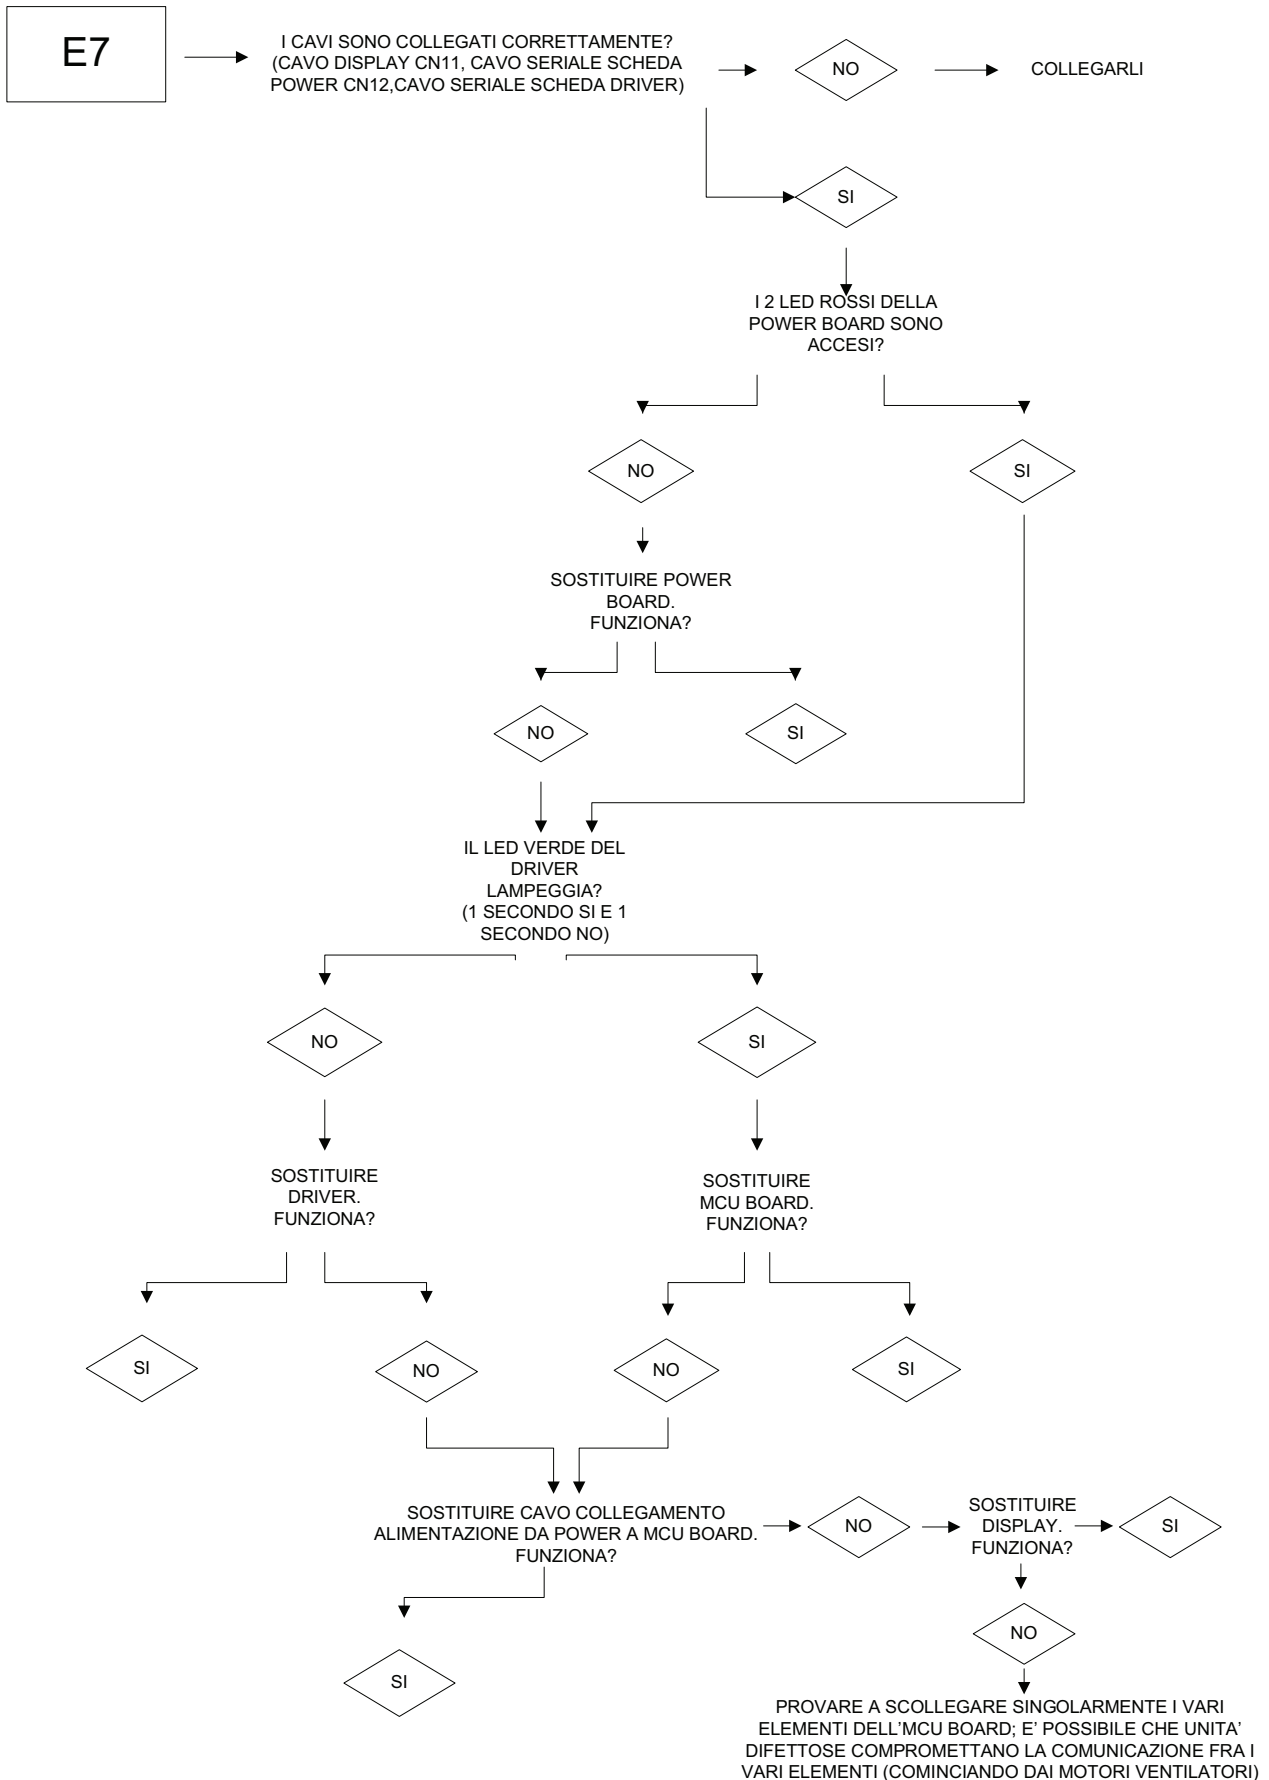 E7
I CAVI SONO COLLEGATI CORRETTAMENTE?
(CAVO DISPLAY CN11, CAVO SERIALE SCHEDA
POWER CN12,CAVO SERIALE SCHEDA DRIVER)
NO
COLLEGARLI
SI
I 2 LED ROSSI DELLA
POWER BOARD SONO
ACCESI?
NO
SI
SOSTITUIRE POWER
BOARD.
FUNZIONA?
NO
SI
IL LED VERDE DEL
DRIVER
LAMPEGGIA?
(1 SECONDO SI E 1
SECONDO NO)
NO
SI
SOSTITUIRE
DRIVER.
FUNZIONA?
SOSTITUIRE
MCU BOARD.
FUNZIONA?
SI
NO
NO
SI
SOSTITUIRE CAVO COLLEGAMENTO
ALIMENTAZIONE DA POWER A MCU BOARD.
FUNZIONA?
NO
SOSTITUIRE
DISPLAY.
FUNZIONA?
SI
NO
SI
PROVARE A SCOLLEGARE SINGOLARMENTE I VARI
ELEMENTI DELL'MCU BOARD; E' POSSIBILE CHE UNITA'
DIFETTOSE COMPROMETTANO LA COMUNICAZIONE FRA I
VARI ELEMENTI (COMINCIANDO DAI MOTORI VENTILATORI)